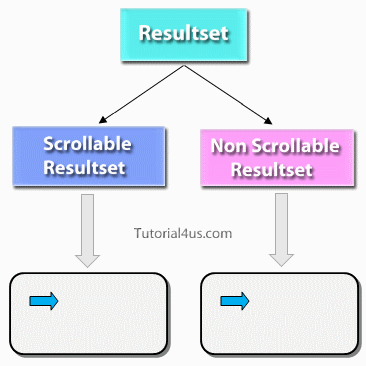 Resultset
Scrollable
Resultset
Non Scrollable
Resultset
Tutorial4us.com